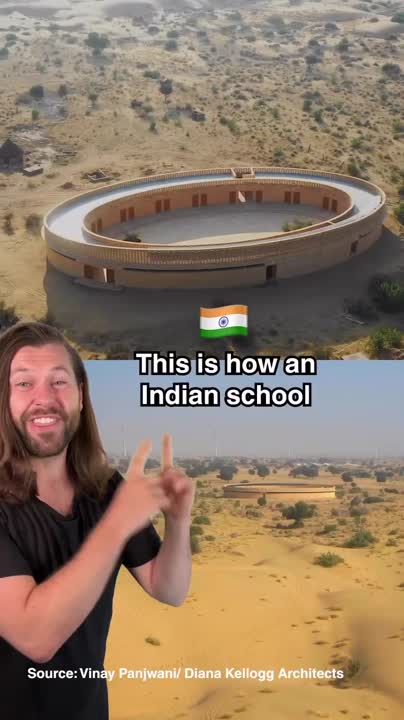 This is how an
Indian school
Source: Vinay Panjwani/ Diana Kellogg Architects